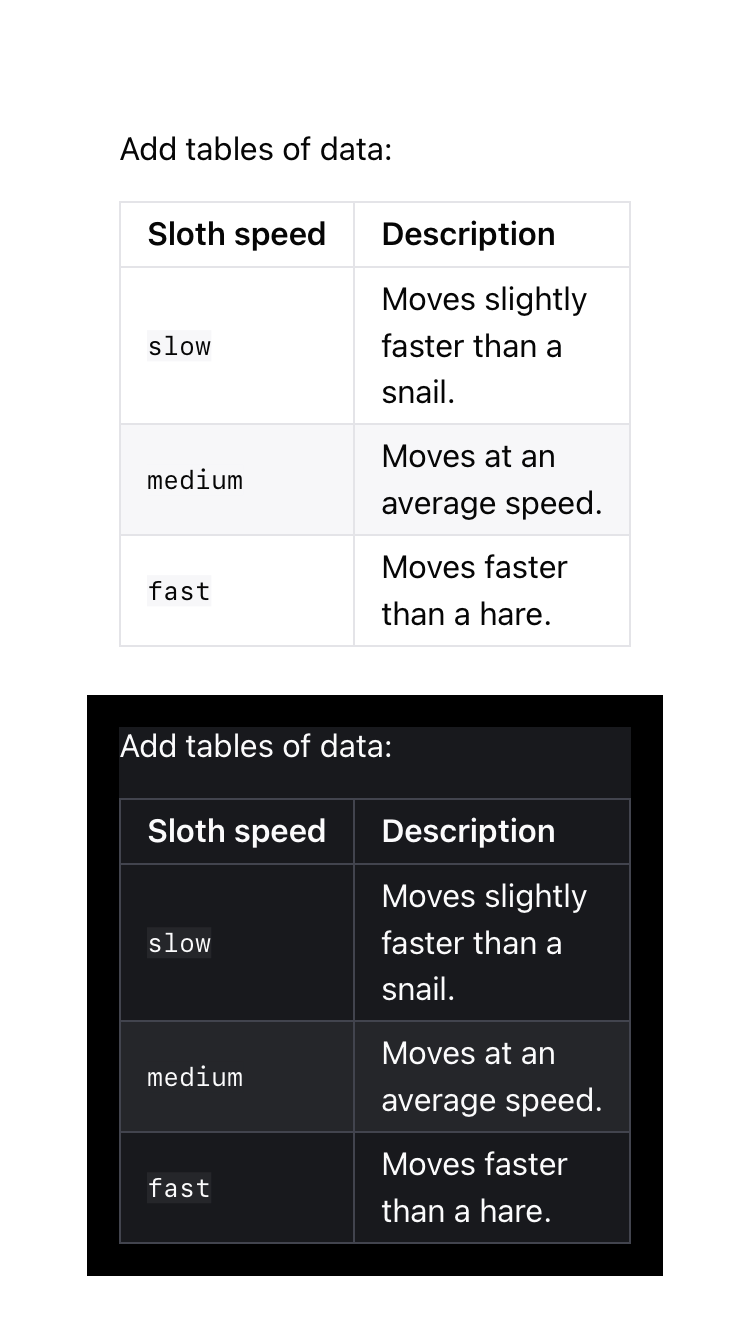 Add tables of data:
Sloth speed Description
slow Moves slightly
faster than a
snail.
medium Moves at an
average speed.
fast Moves faster
than a hare.
Add tables of data:
Sloth speed Description
slow Moves slightly
faster than a
snail.
medium Moves at an
average speed.
fast Moves faster
than a hare.